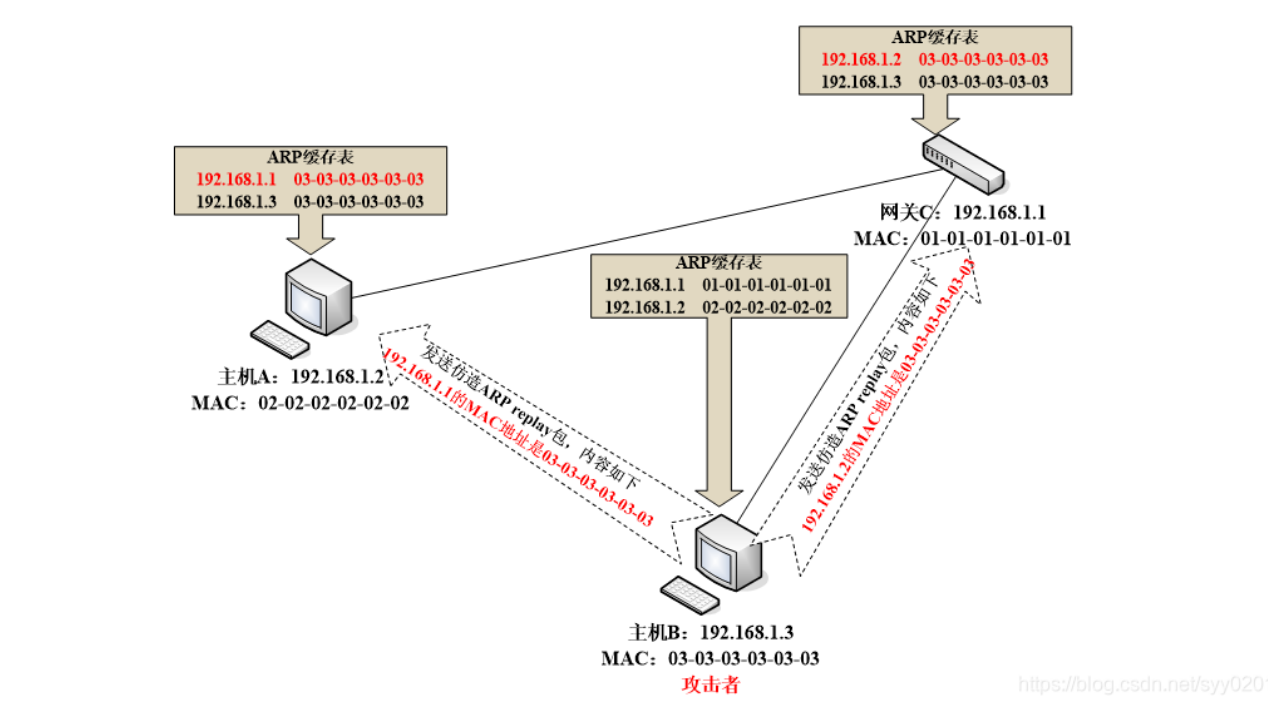 ARP缓存表
192.168.1.2 03-03-03-03-03-03
192.168.1.3 03-03-03-03-03-03
ARP缓存表
192.168.1.1 03-03-03-03-03-03
192.168.1.3 03-03-03-03-03-03
网关C：192.168.1.1
MAC：01-01-01-01-01-01
ARP缓存表
192.168.1.1 01-01-01-01-01-01
192.168.1.2 02-02-02-02-02-02
主机A：192.168.1.2
MAC：02-02-02-02-02-02
发送仿造ARP replay包，内容如下
192.168.1.1的MAC地址是03-03-03-03-03-03
发送仿造ARP replay包，内容如下
192.168.1.2的MAC地址是03-03-03-03-03-03
主机B：192.168.1.3
MAC：03-03-03-03-03-03
攻击者
https://blog.csdn.net/syy020